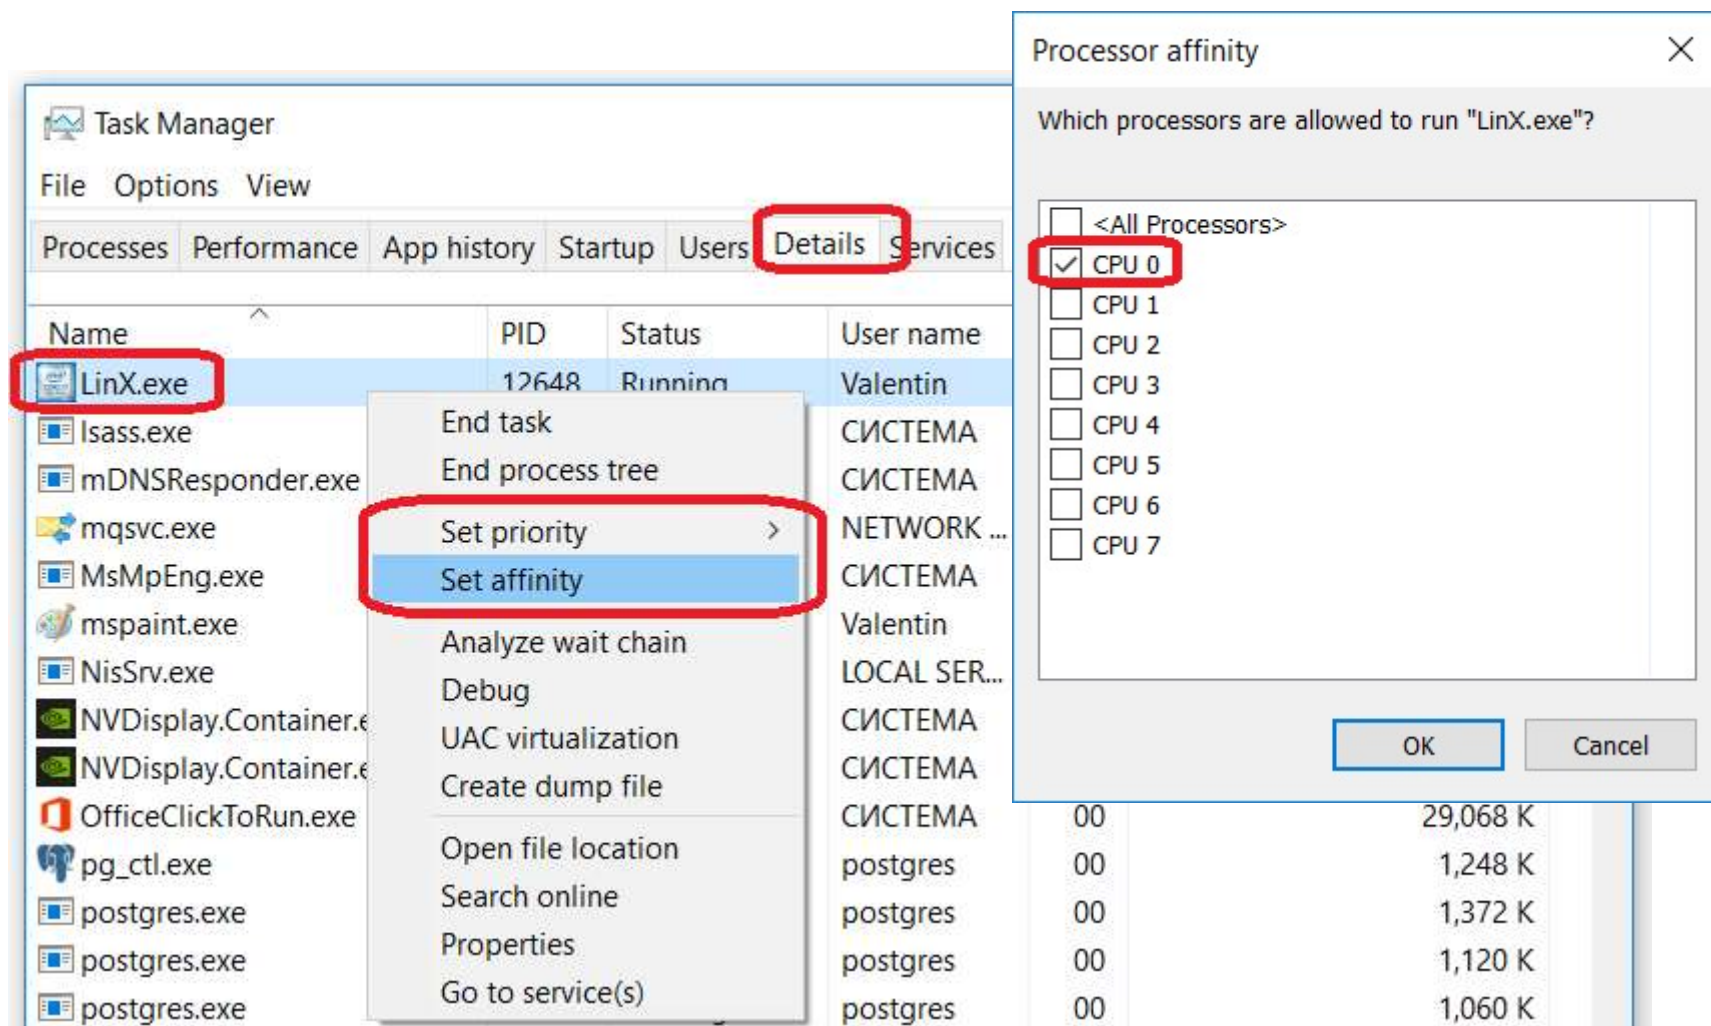 Processor affinity
Which processors are allowed to run "LinX.exe"?
<All Processors>
CPU 0
CPU 1
CPU 2
CPU 3
CPU 4
CPU 5
CPU 6
CPU 7
OK Cancel
Task Manager
File Options View
Processes Performance App history Startup Users Details Services
Name PID Status User name
LinX.exe 12648 Running Valentin
lsass.exe СИСТЕМА
mDNSResponder.exe СИСТЕМА
mqsvc.exe NETWORK ...
MsMpEng.exe СИСТЕМА
mspaint.exe Valentin
NisSrv.exe LOCAL SER...
NVDisplay.Container.e СИСТЕМА
NVDisplay.Container.e СИСТЕМА
OfficeClickToRun.exe СИСТЕМА 00 29,068 K
pg_ctl.exe postgres 00 1,248 K
postgres.exe postgres 00 1,372 K
postgres.exe postgres 00 1,120 K
postgres.exe postgres 00 1,060 K
End task
End process tree
Set priority
Set affinity
Analyze wait chain
Debug
UAC virtualization
Create dump file
Open file location
Search online
Properties
Go to service(s)